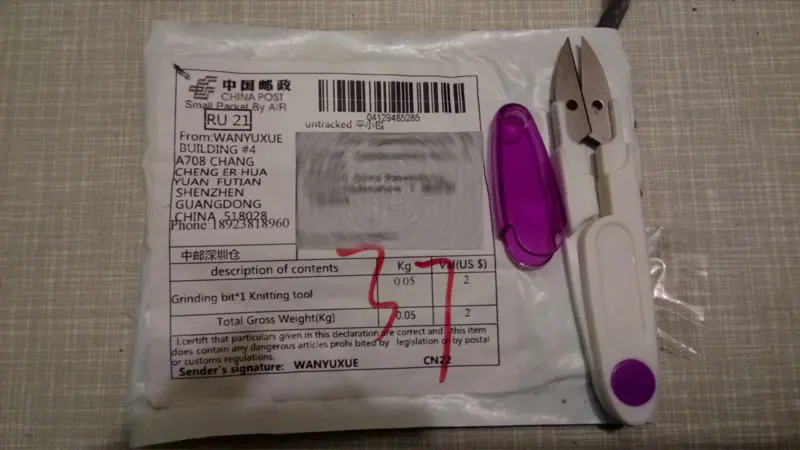 中国邮政
CHINA POST
Small Packet By AIR
RU 21
04129485285
untracked 平小包
From:WANYUXUE
BUILDING #4
A708 CHANG
CHENG ER HUA
YUAN FUTIAN
SHENZHEN
GUANGDONG
CHINA 518028
Phone:18923818960
中邮深圳仓
description of contents Kg Val(US $)
Grinding bit*1 Knitting tool 0.05 2
Total Gross Weight(Kg) 0.05 2
37
I.certify that particulars given in this declaration are correct and this item
does contain any dangerous articles prohi bited by legislation or by postal
or customs regulations.
Sender's signature: WANYUXUE CN22